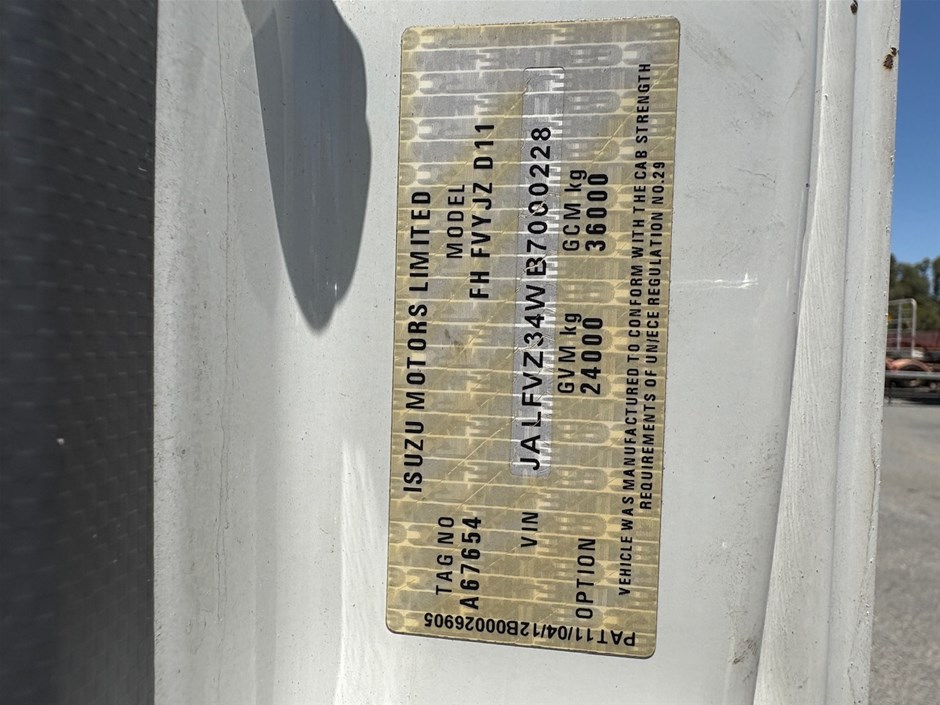 ISUZU MOTORS LIMITED
TAG NO MODEL
A67654 FH FVYJZ D11
VIN JALFVZ34WB7000228
OPTION GVM kg GCM kg
24000 36000
VEHICLE WAS MANUFACTURED TO CONFORM WITH THE CAB STRENGTH
REQUIREMENTS OF UN/ECE REGULATION NO.29
PAT11/04/12B00026905